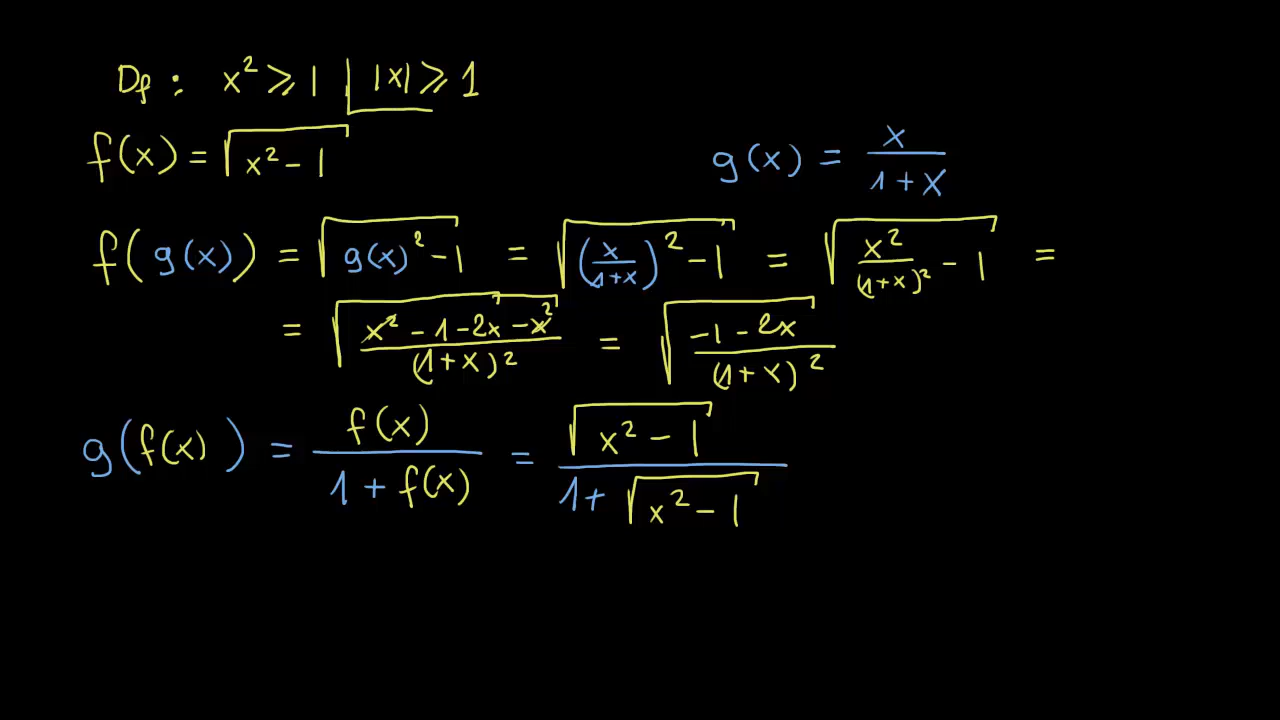 Df : x² ⩾ 1 | |x| ⩾ 1
f(x) = √(x² - 1)
g(x) = x/(1+x)
f(g(x)) = √(g(x)² - 1) = √((x/(1+x))² - 1) = √(x²/(1+x)² - 1) =
= √((x² - 1 - 2x - x²)/(1+x)²) = √((-1 - 2x)/(1+x)²)
g(f(x)) = f(x)/(1 + f(x)) = √(x² - 1)/(1 + √(x² - 1))